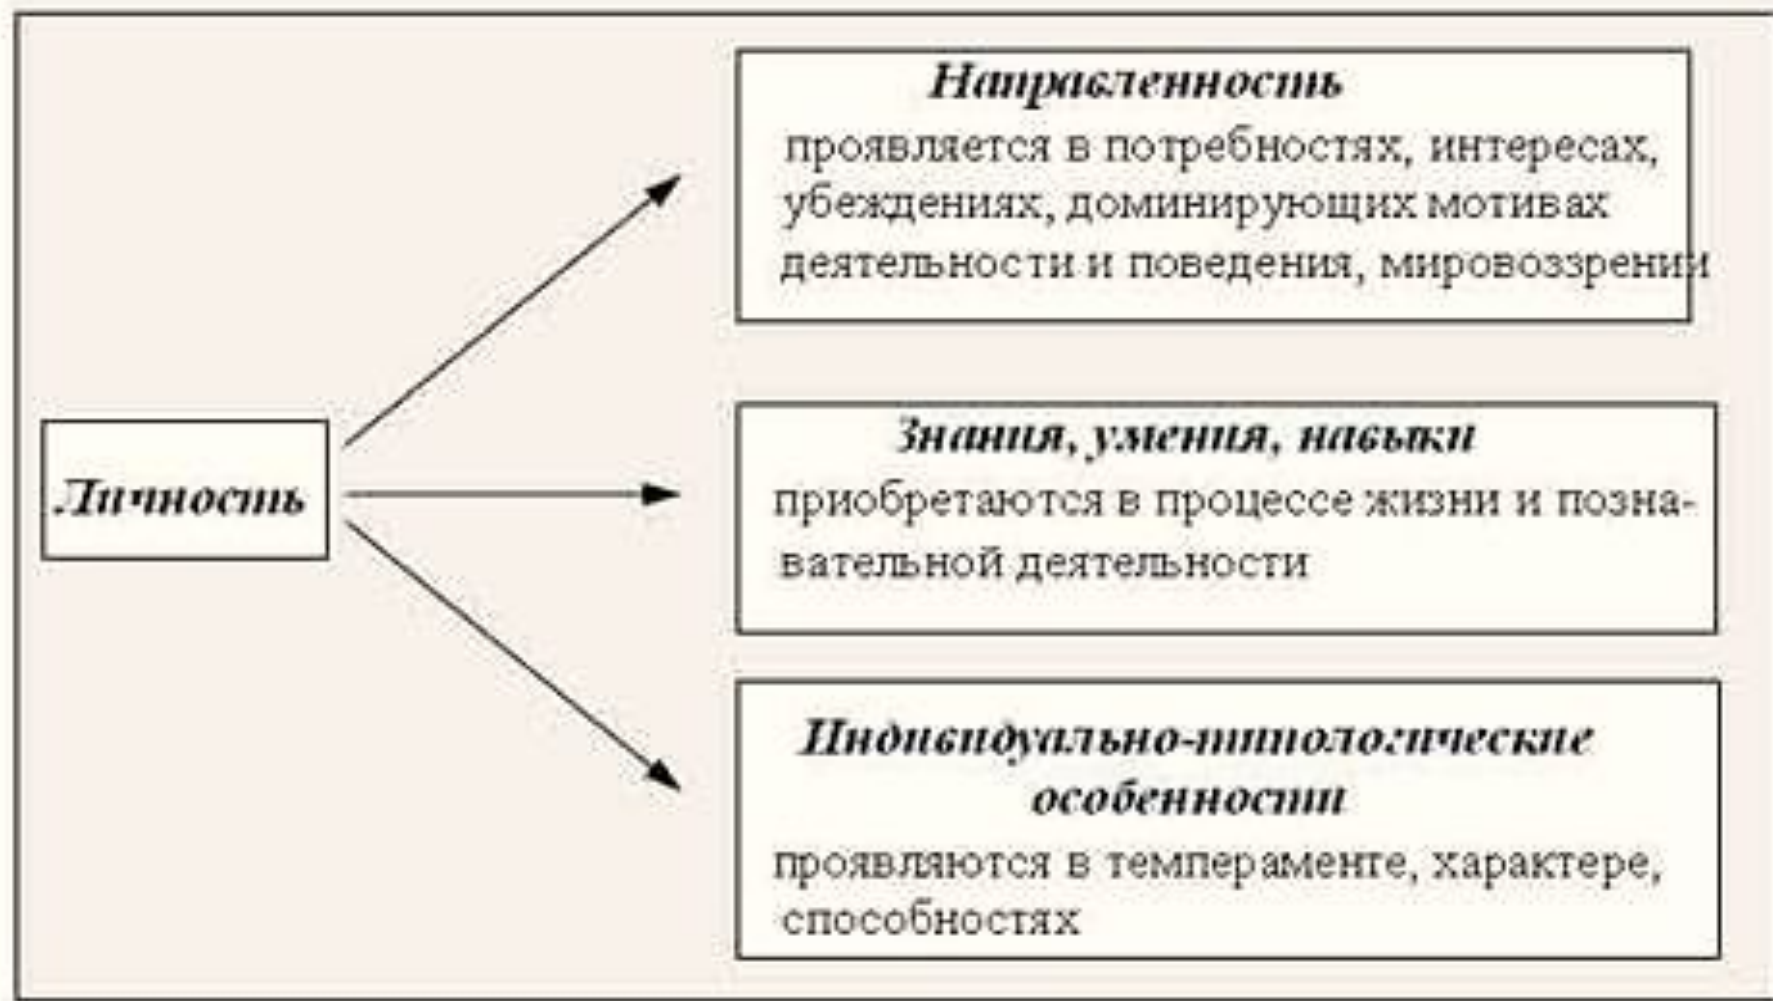 Направленность
проявляется в потребностях, интересах,
убеждениях, доминирующих мотивах
деятельности и поведения, мировоззрении
Личность
Знания, умения, навыки
приобретаются в процессе жизни и позна-
вательной деятельности
Индивидуально-типологические
особенности
проявляются в темпераменте, характере,
способностях